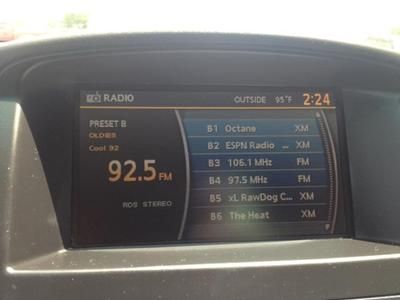 RADIO OUTSIDE 95°F 2:24
PRESET B
OLDIES
Cool 92
92.5 FM
RDS STEREO
B1 Octane XM
B2 ESPN Radio ... XM
B3 106.1 MHz FM
B4 97.5 MHz FM
B5 xL RawDog C... XM
B6 The Heat XM